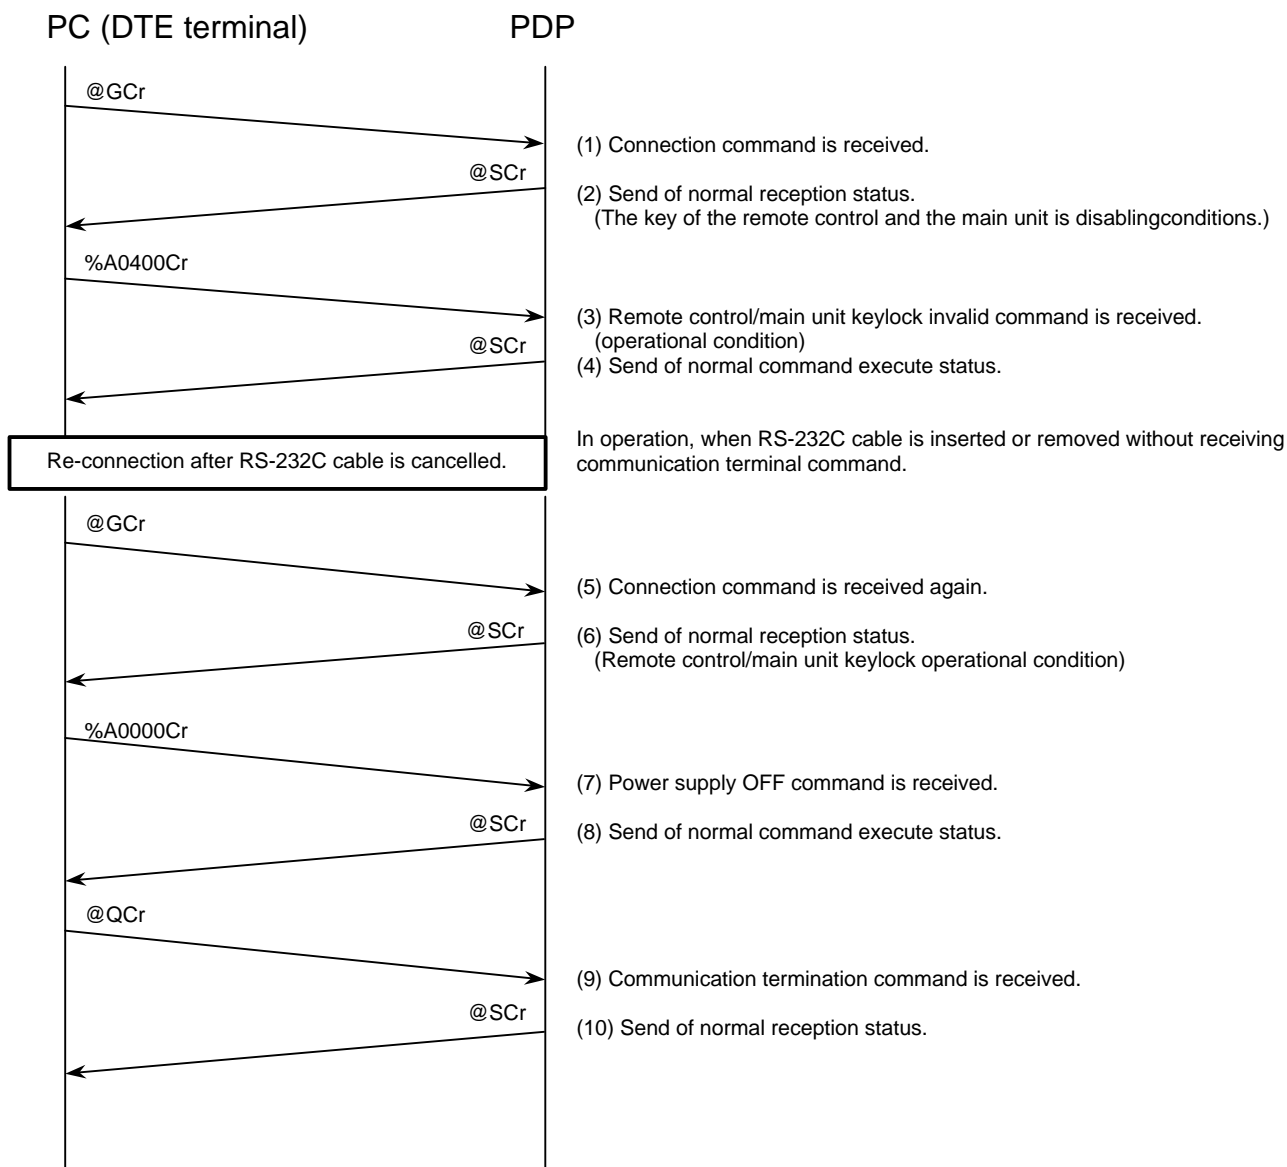 PC (DTE terminal) PDP
@GCr
(1) Connection command is received.
@SCr
(2) Send of normal reception status.
(The key of the remote control and the main unit is disablingconditions.)
%A0400Cr
(3) Remote control/main unit keylock invalid command is received.
(operational condition)
@SCr
(4) Send of normal command execute status.
In operation, when RS-232C cable is inserted or removed without receiving
communication terminal command.
Re-connection after RS-232C cable is cancelled.
@GCr
(5) Connection command is received again.
@SCr
(6) Send of normal reception status.
(Remote control/main unit keylock operational condition)
%A0000Cr
(7) Power supply OFF command is received.
@SCr
(8) Send of normal command execute status.
@QCr
(9) Communication termination command is received.
@SCr
(10) Send of normal reception status.